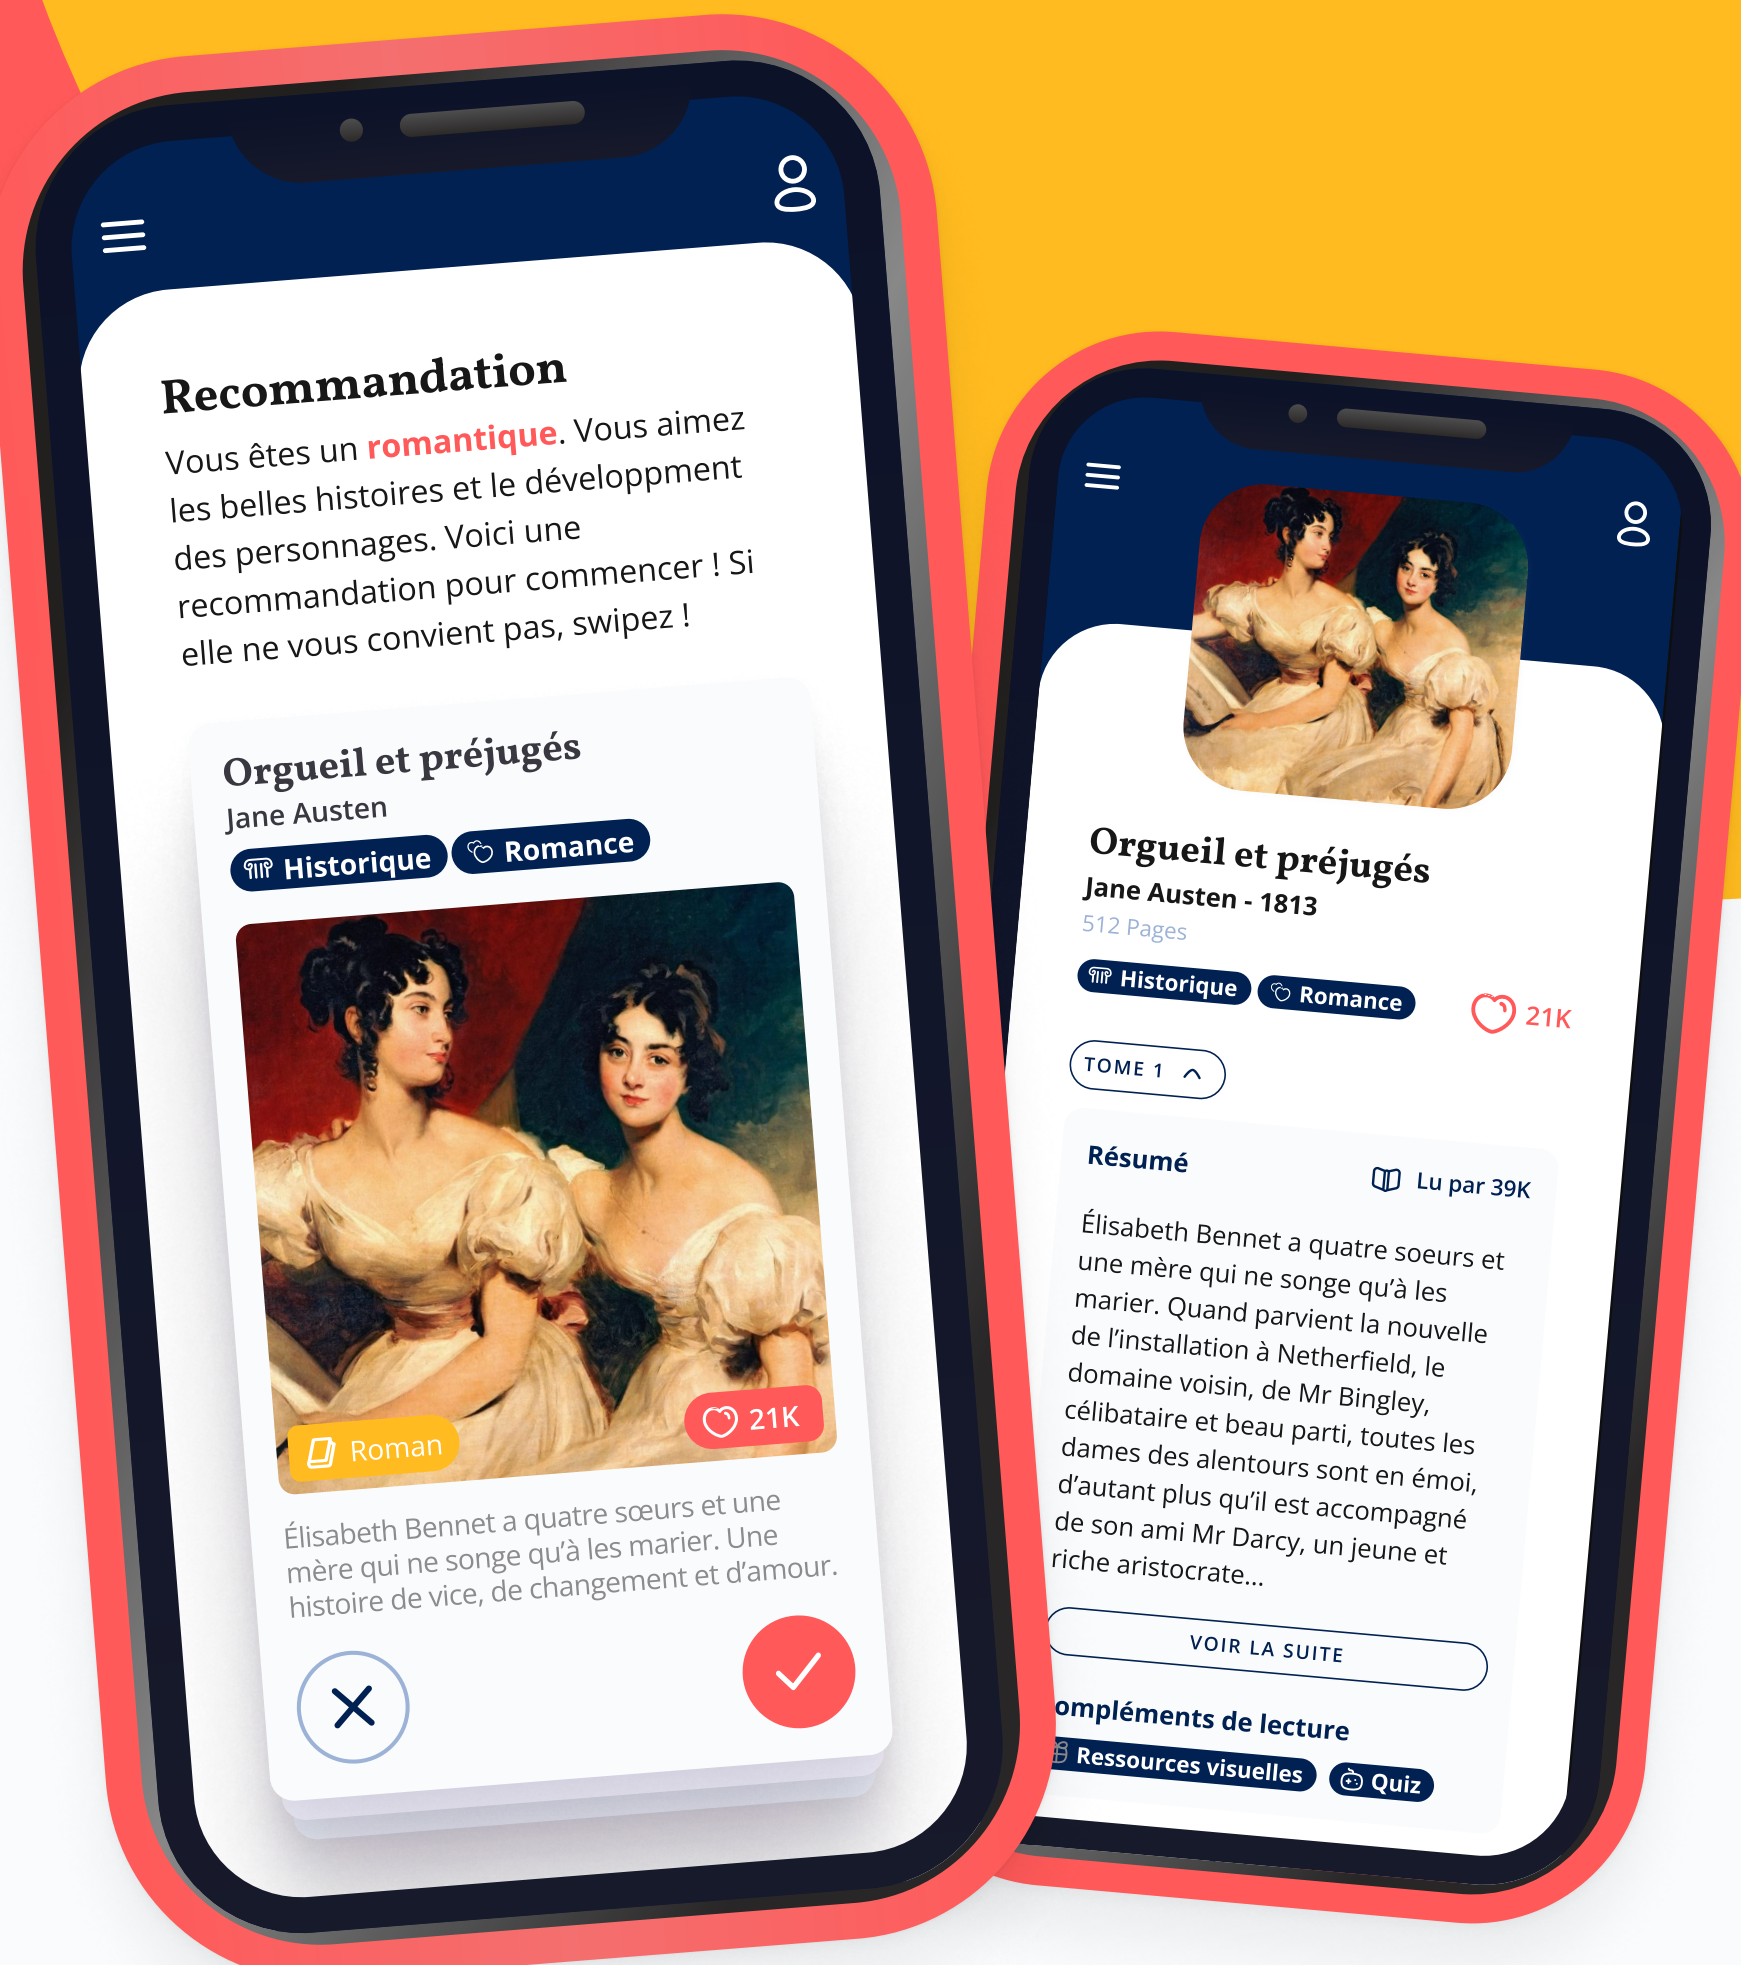 Recommandation
Vous êtes un romantique. Vous aimez
les belles histoires et le développment
des personnages. Voici une
recommandation pour commencer ! Si
elle ne vous convient pas, swipez !
Orgueil et préjugés
Jane Austen
Historique Romance
Roman 21K
Élisabeth Bennet a quatre sœurs et une
mère qui ne songe qu’à les marier. Une
histoire de vice, de changement et d’amour.
Orgueil et préjugés
Jane Austen - 1813
512 Pages
Historique Romance 21K
TOME 1
Résumé Lu par 39K
Élisabeth Bennet a quatre soeurs et
une mère qui ne songe qu’à les
marier. Quand parvient la nouvelle
de l’installation à Netherfield, le
domaine voisin, de Mr Bingley,
célibataire et beau parti, toutes les
dames des alentours sont en émoi,
d’autant plus qu’il est accompagné
de son ami Mr Darcy, un jeune et
riche aristocrate...
VOIR LA SUITE
ompléments de lecture
Ressources visuelles Quiz